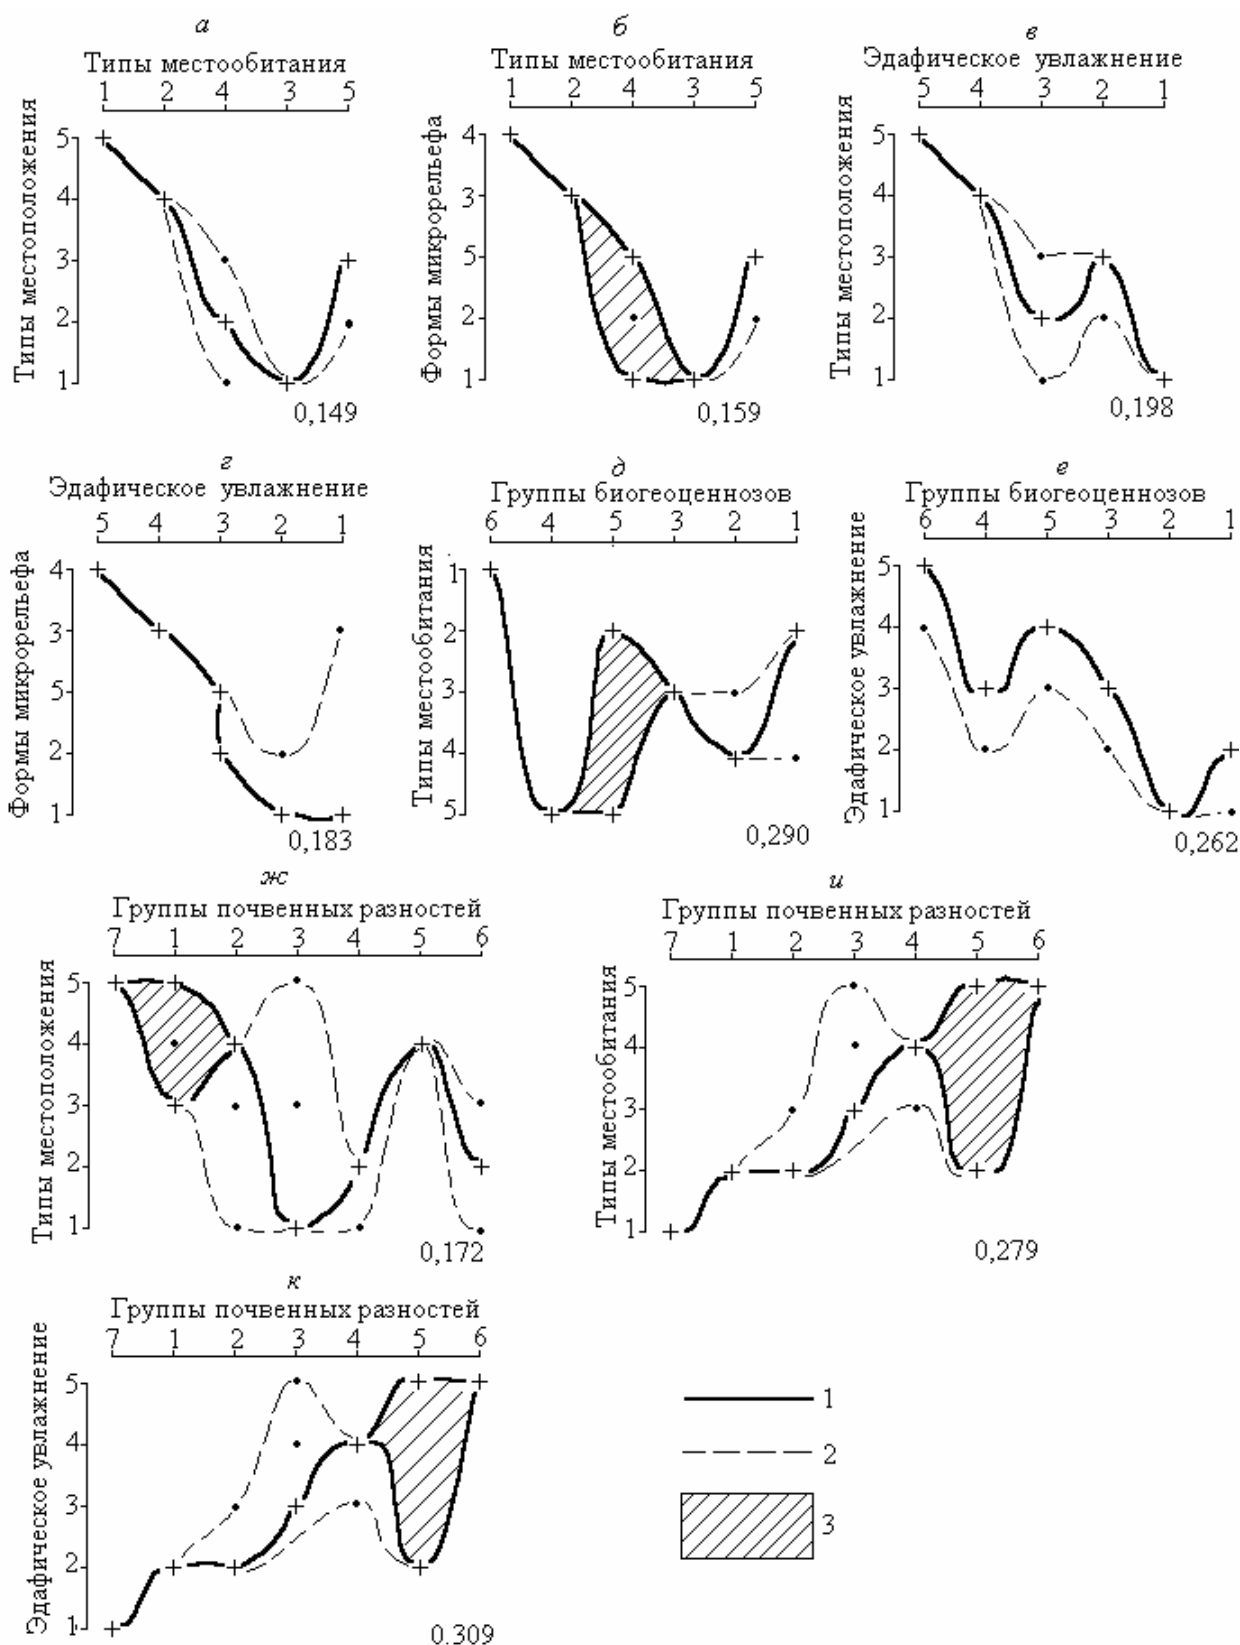 а
Типы местообитания
1 2 4 3 5
Типы местоположения
5
4
3
2
1
0,149
б
Типы местообитания
1 2 4 3 5
Формы микрорельефа
4
3
5
2
1
0,159
в
Эдафическое увлажнение
5 4 3 2 1
Типы местоположения
5
4
3
2
1
0,198
г
Эдафическое увлажнение
5 4 3 2 1
Формы микрорельефа
4
3
5
2
1
0,183
д
Группы биогеоценнозов
6 4 5 3 2 1
Типы местообитания
1
2
3
4
5
0,290
е
Группы биогеоценнозов
6 4 5 3 2 1
Эдафическое увлажнение
5
4
3
2
1
0,262
ж
Группы почвенных разностей
7 1 2 3 4 5 6
Типы местоположения
5
4
3
2
1
0,172
и
Группы почвенных разностей
7 1 2 3 4 5 6
Типы местообитания
5
4
3
2
1
0,279
к
Группы почвенных разностей
7 1 2 3 4 5 6
Эдафическое увлажнение
5
4
3
2
1
0.309
1
2
3